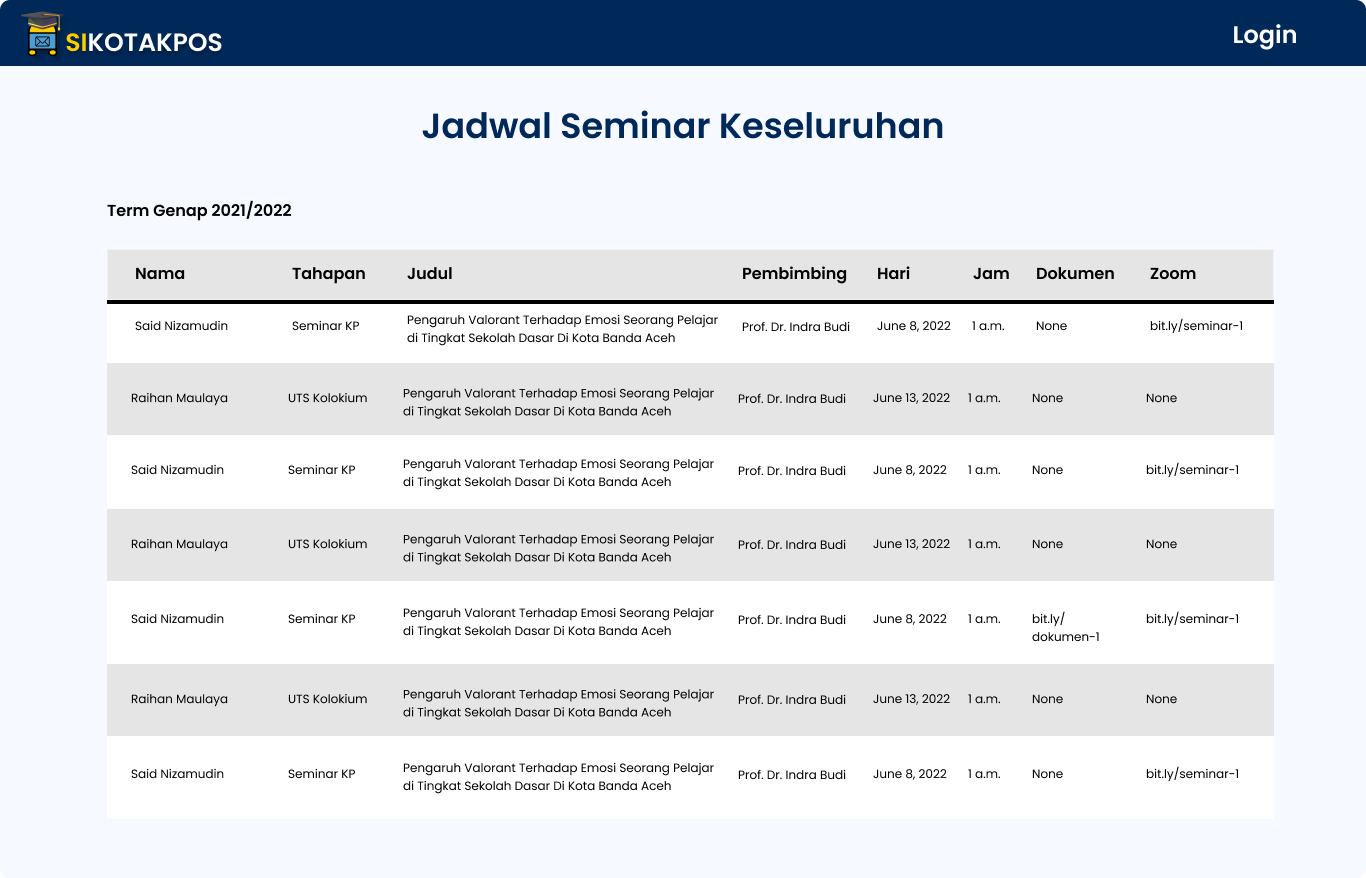 SIKOTAKPOS
Login
Jadwal Seminar Keseluruhan
Term Genap 2021/2022
Nama Tahapan Judul Pembimbing Hari Jam Dokumen Zoom
Said Nizamudin Seminar KP Pengaruh Valorant Terhadap Emosi Seorang Pelajar
di Tingkat Sekolah Dasar Di Kota Banda Aceh Prof. Dr. Indra Budi June 8, 2022 1 a.m. None bit.ly/seminar-1
Raihan Maulaya UTS Kolokium Pengaruh Valorant Terhadap Emosi Seorang Pelajar
di Tingkat Sekolah Dasar Di Kota Banda Aceh Prof. Dr. Indra Budi June 13, 2022 1 a.m. None None
Said Nizamudin Seminar KP Pengaruh Valorant Terhadap Emosi Seorang Pelajar
di Tingkat Sekolah Dasar Di Kota Banda Aceh Prof. Dr. Indra Budi June 8, 2022 1 a.m. None bit.ly/seminar-1
Raihan Maulaya UTS Kolokium Pengaruh Valorant Terhadap Emosi Seorang Pelajar
di Tingkat Sekolah Dasar Di Kota Banda Aceh Prof. Dr. Indra Budi June 13, 2022 1 a.m. None None
Said Nizamudin Seminar KP Pengaruh Valorant Terhadap Emosi Seorang Pelajar
di Tingkat Sekolah Dasar Di Kota Banda Aceh Prof. Dr. Indra Budi June 8, 2022 1 a.m. bit.ly/
dokumen-1 bit.ly/seminar-1
Raihan Maulaya UTS Kolokium Pengaruh Valorant Terhadap Emosi Seorang Pelajar
di Tingkat Sekolah Dasar Di Kota Banda Aceh Prof. Dr. Indra Budi June 13, 2022 1 a.m. None None
Said Nizamudin Seminar KP Pengaruh Valorant Terhadap Emosi Seorang Pelajar
di Tingkat Sekolah Dasar Di Kota Banda Aceh Prof. Dr. Indra Budi June 8, 2022 1 a.m. None bit.ly/seminar-1